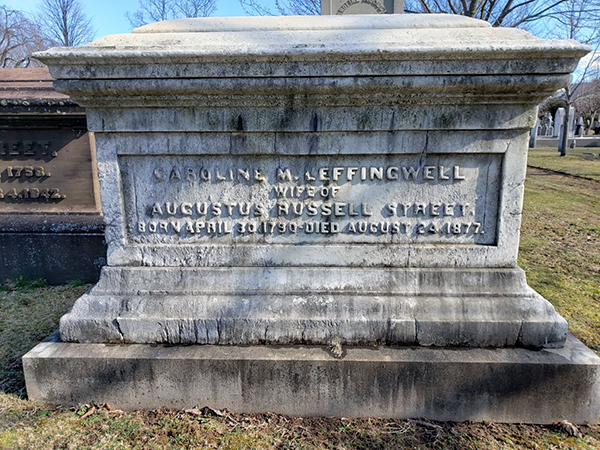 CAROLINE M. LEFFINGWELL
WIFE OF
AUGUSTUS RUSSELL STREET.
BORN APRIL 30.1790-DIED AUGUST 24.1877.